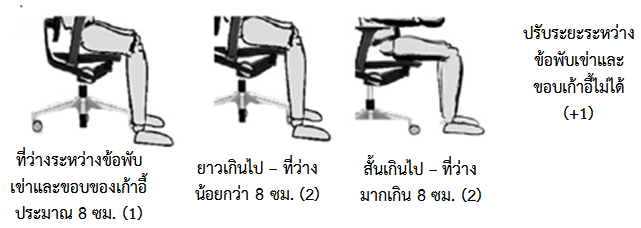 ที่ว่างระหว่างข้อพับ
เข่าและขอบของเก้าอี้
ประมาณ 8 ซม. (1)
ยาวเกินไป – ที่ว่าง
น้อยกว่า 8 ซม. (2)
สั้นเกินไป – ที่ว่าง
มากเกิน 8 ซม. (2)
ปรับระยะระหว่าง
ข้อพับเข่าและ
ขอบเก้าอี้ไม่ได้
(+1)